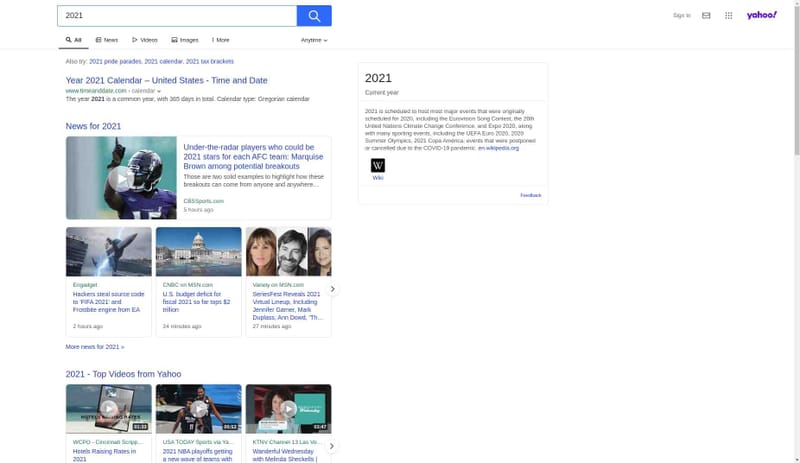 2021
Sign in
yahoo!
All
News
Videos
Images
More
Anytime
Also try: 2021 pride parades, 2021 calendar, 2021 tax brackets
Year 2021 Calendar – United States - Time and Date
www.timeanddate.com › calendar
The year 2021 is a common year, with 365 days in total. Calendar type: Gregorian calendar
News for 2021
Under-the-radar players who could be
2021 stars for each AFC team: Marquise
Brown among potential breakouts
Those are two solid examples to highlight how these
breakouts can come from anyone and anywhere…
CBSSports.com
5 hours ago
Engadget
Hackers steal source code
to 'FIFA 2021' and
Frostbite engine from EA
2 hours ago
CNBC on MSN.com
U.S. budget deficit for
fiscal 2021 so far tops $2
trillion
34 minutes ago
Variety on MSN.com
SeriesFest Reveals 2021
Virtual Lineup, Including
Jennifer Garner, Mark
Duplass, Ann Dowd, 'Th...
27 minutes ago
More news for 2021 »
2021 - Top Videos from Yahoo
HOTELS RAISING RATES
01:33
WCPO - Cincinnati Scripp...
Hotels Raising Rates in
2021
00:52
USA TODAY Sports via Ya...
2021 NBA playoffs getting
a new wave of teams with
Wednesday
03:47
KTNV Channel 13 Las Ve...
Wanderful Wednesday
with Melinda Sheckells |
2021
Current year
2021 is scheduled to host most major events that were originally
scheduled for 2020, including the Eurovision Song Contest, the 26th
United Nations Climate Change Conference, and Expo 2020, along
with many sporting events, including the UEFA Euro 2020, 2020
Summer Olympics, 2021 Copa América; events that were postponed
or cancelled due to the COVID-19 pandemic. en.wikipedia.org
W
Wiki
Feedback